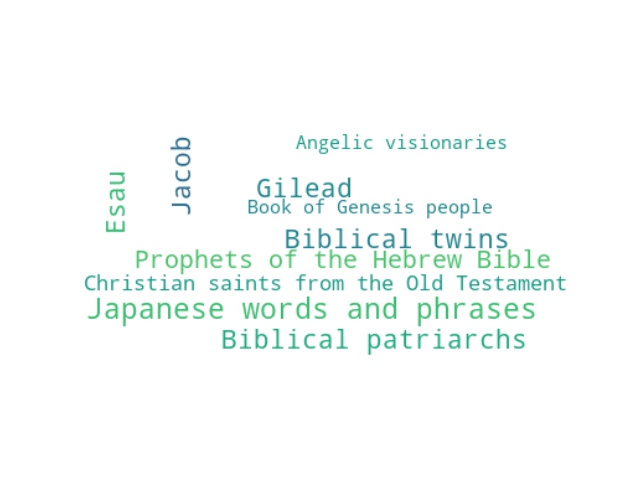 Angelic visionaries
Jacob
Esau
Gilead
Book of Genesis people
Biblical twins
Prophets of the Hebrew Bible
Christian saints from the Old Testament
Japanese words and phrases
Biblical patriarchs